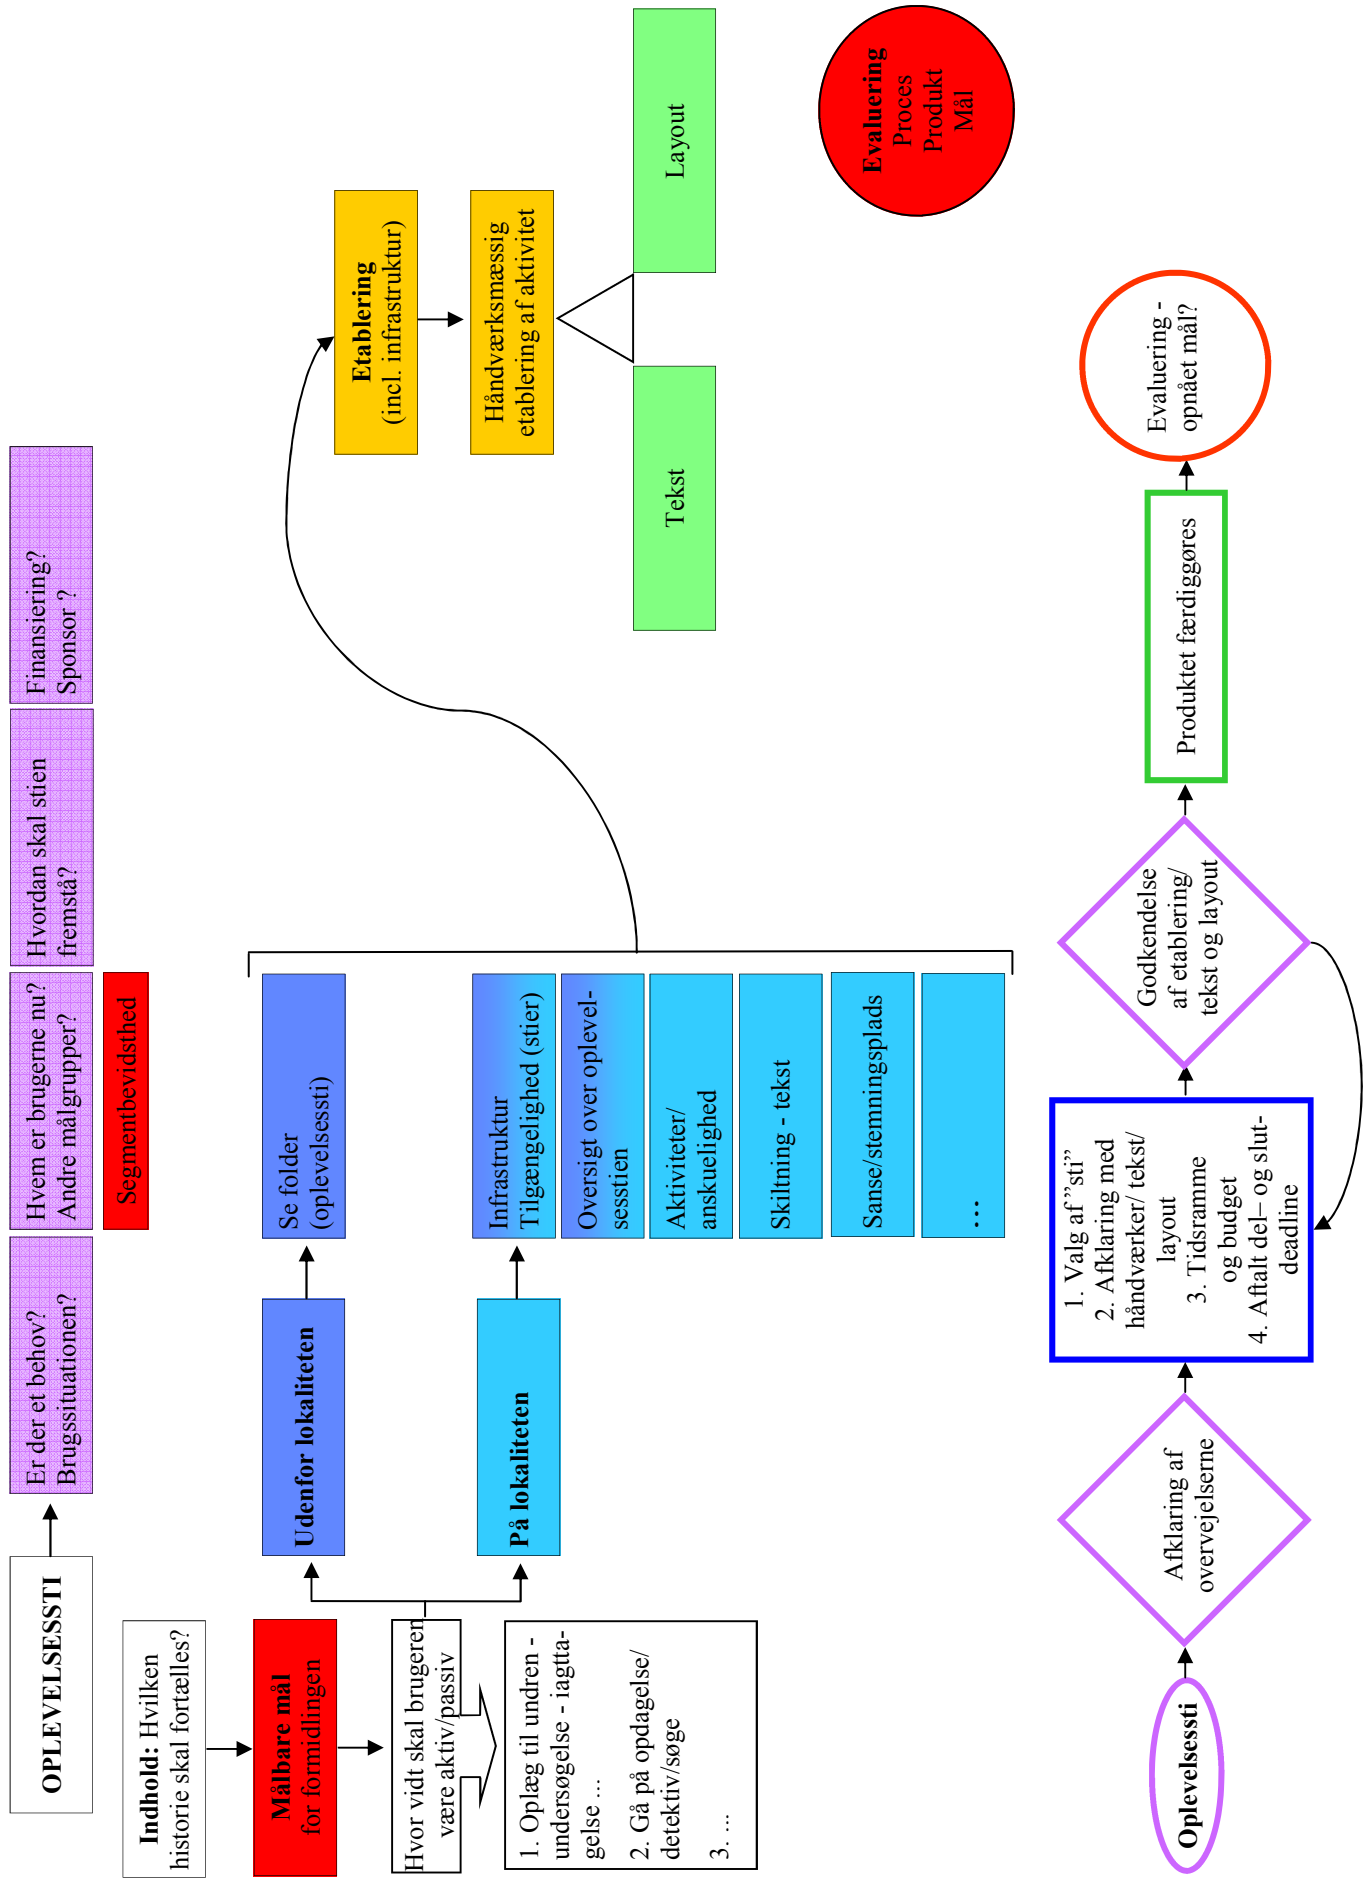 OPLEVELSESSTI
Er der et behov?
Brugssituationen?
Hvem er brugerne nu?
Andre målgrupper?
Hvordan skal stien
fremstå?
Finansiering?
Sponsor ?
Segmentbevidsthed
Indhold: Hvilken
historie skal fortælles?
Målbare mål
for formidlingen
Hvor vidt skal brugeren
være aktiv/passiv
1. Oplæg til undren -
undersøgelse - iagtta-
gelse ...
2. Gå på opdagelse/
detektiv/søge
3. ...
Udenfor lokaliteten
Se folder
(oplevelsessti)
På lokaliteten
Infrastruktur
Tilgængelighed (stier)
Oversigt over oplevel-
sesstien
Aktiviteter/
anskuelighed
Skiltning - tekst
Sanse/stemningsplads
...
Etablering
(incl. infrastruktur)
Håndværksmæssig
etablering af aktivitet
Tekst
Layout
Evaluering
Proces
Produkt
Mål
Oplevelsessti
Afklaring af
overvejelserne
1. Valg af ”sti”
2. Afklaring med
håndværker/ tekst/
layout
3. Tidsramme
og budget
4. Aftalt del– og slut-
deadline
Godkendelse
af etablering/
tekst og layout
Produktet færdiggøres
Evaluering -
opnået mål?